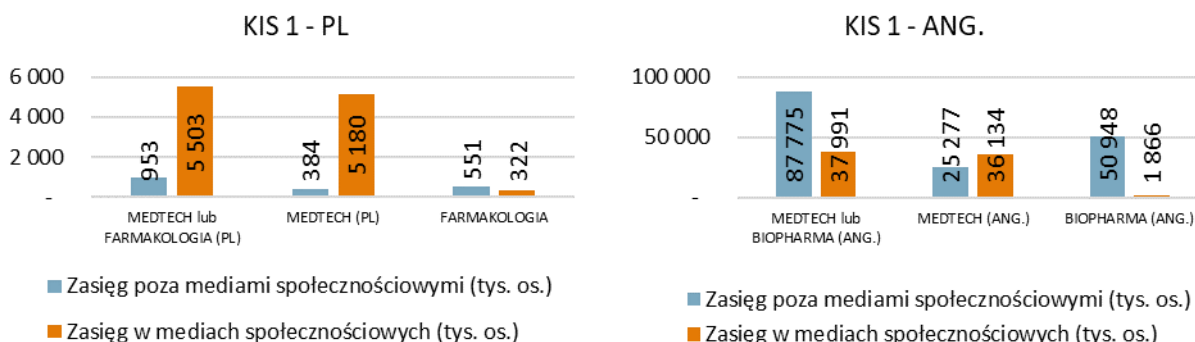 KIS 1 - PL
6 000
4 000
2 000
-
953
5 503
384
5 180
551
322
MEDTECH lub
FARMAKOLOGIA (PL)
MEDTECH (PL)
FARMAKOLOGIA
Zasięg poza mediami społecznościowymi (tys. os.)
Zasięg w mediach społecznościowych (tys. os.)
KIS 1 - ANG.
100 000
50 000
-
87 775
37 991
25 277
36 134
50 948
1 866
MEDTECH lub
BIOPHARMA (ANG.)
MEDTECH (ANG.)
BIOPHARMA (ANG.)
Zasięg poza mediami społecznościowymi (tys. os.)
Zasięg w mediach społecznościowych (tys. os.)